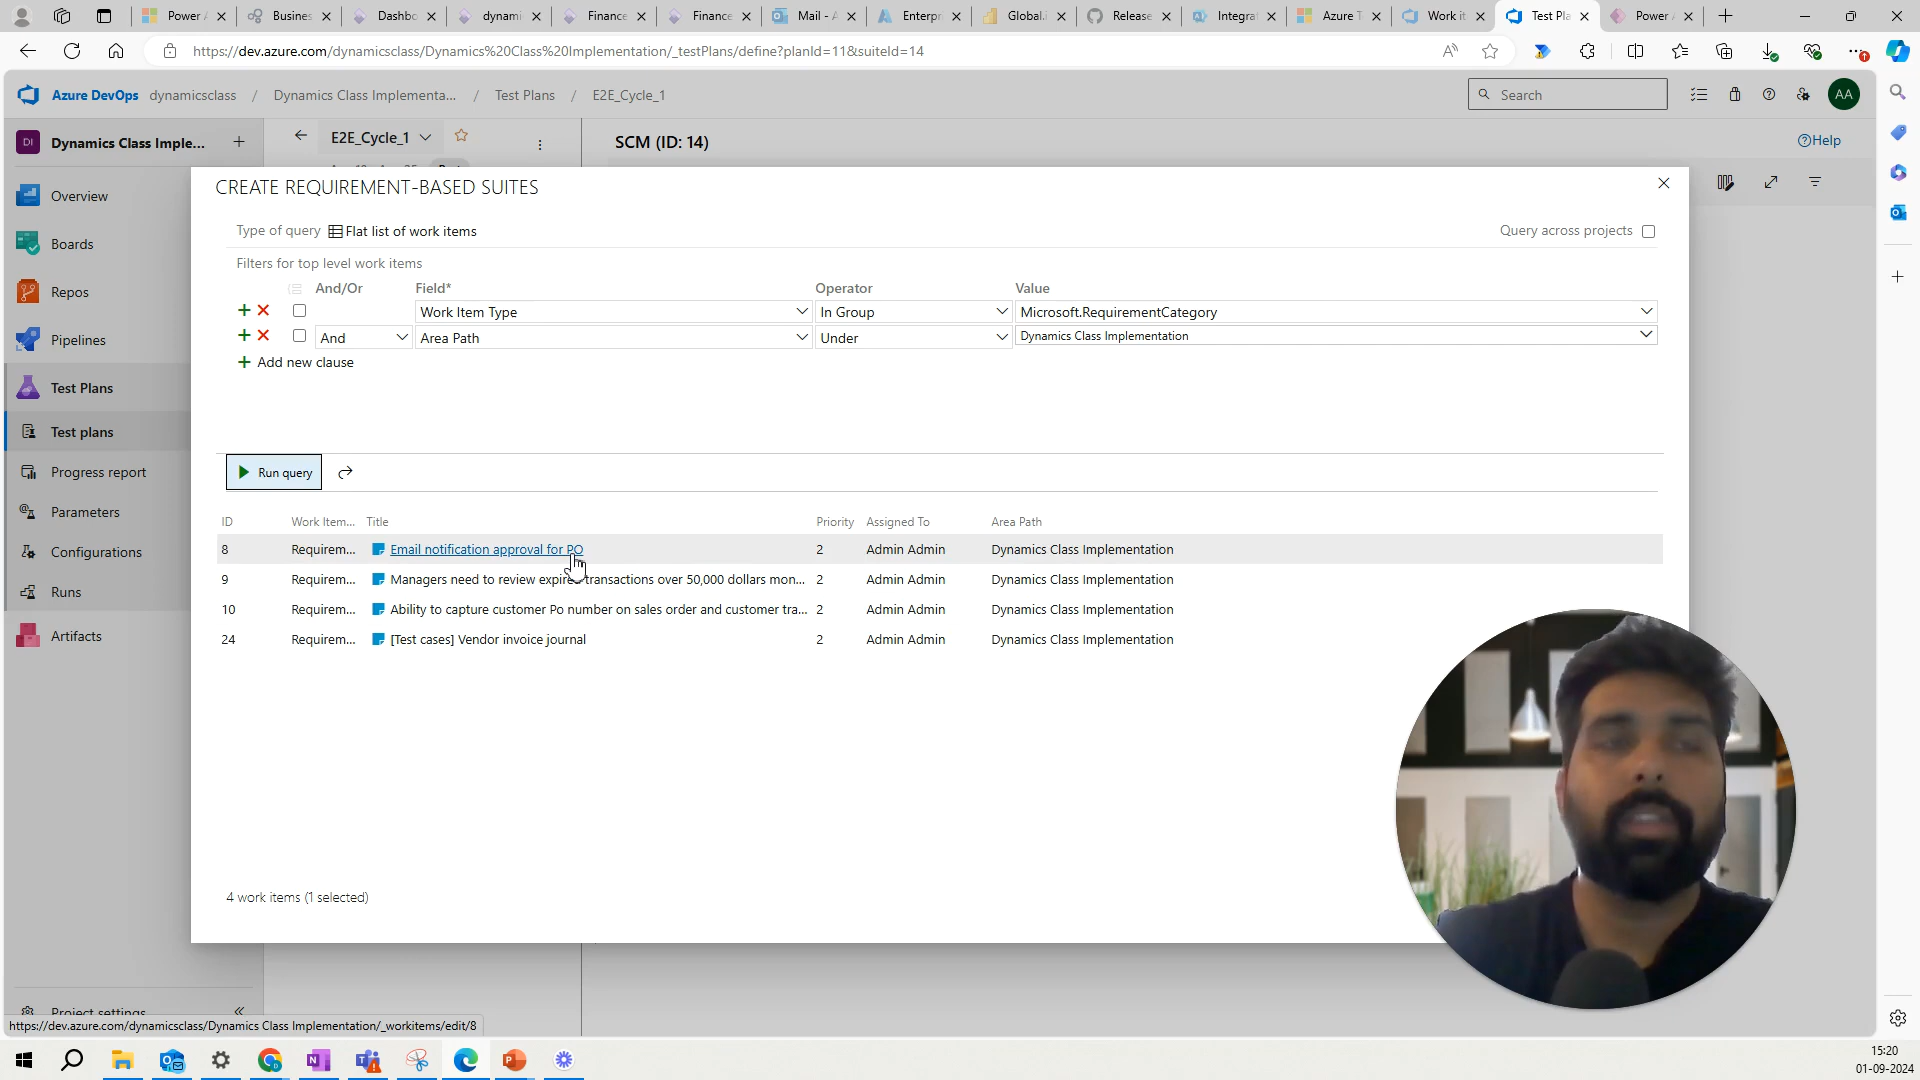 Power A
Busines
Dashbo
dynami
Finance
Finance
Mail - A
Enterpr
Global.i
Release
Integrat
Azure T
Work it
Test Pla
Power A
https://dev.azure.com/dynamicsclass/Dynamics%20Class%20Implementation/_testPlans/define?planId=11&suiteId=14
Azure DevOps dynamicsclass / Dynamics Class Implementa... / Test Plans / E2E_Cycle_1
Search
AA
DI Dynamics Class Imple...
E2E_Cycle_1
SCM (ID: 14)
Help
Overview
Boards
Repos
Pipelines
Test Plans
Test plans
Progress report
Parameters
Configurations
Runs
Artifacts
Project settings
CREATE REQUIREMENT-BASED SUITES
Type of query Flat list of work items
Query across projects
Filters for top level work items
And/Or Field* Operator Value
Work Item Type In Group Microsoft.RequirementCategory
And Area Path Under Dynamics Class Implementation
Add new clause
Run query
ID Work Item... Title Priority Assigned To Area Path
8 Requirem... Email notification approval for PO 2 Admin Admin Dynamics Class Implementation
9 Requirem... Managers need to review expired transactions over 50,000 dollars mon... 2 Admin Admin Dynamics Class Implementation
10 Requirem... Ability to capture customer Po number on sales order and customer tra... 2 Admin Admin Dynamics Class Implementation
24 Requirem... [Test cases] Vendor invoice journal 2 Admin Admin Dynamics Class Implementation
4 work items (1 selected)
https://dev.azure.com/dynamicsclass/Dynamics Class Implementation/_workitems/edit/8
15:20
01-09-2024